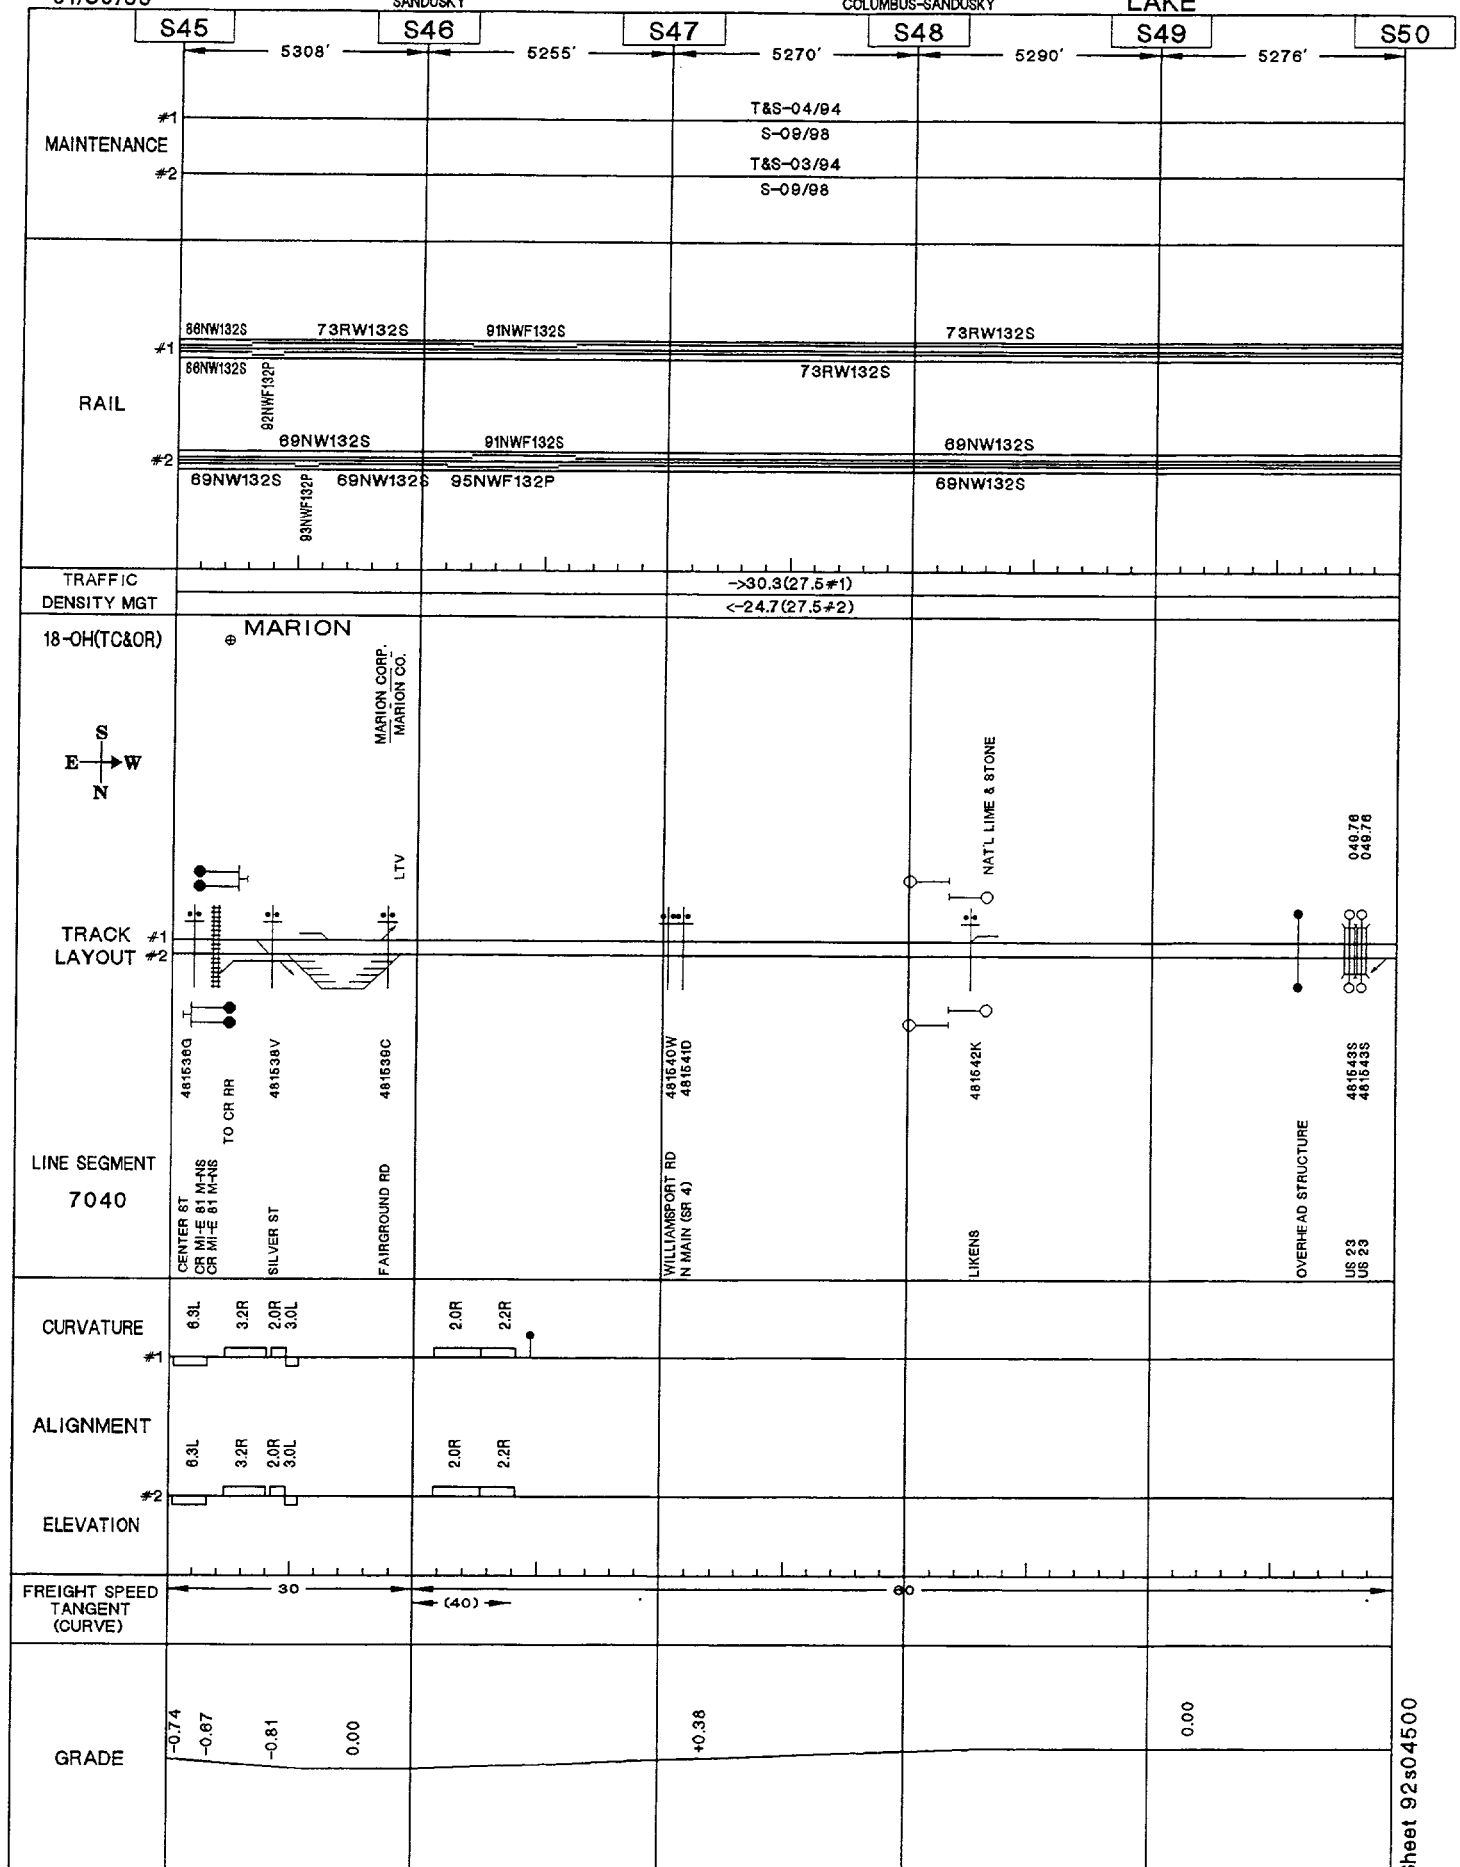 SANDUSKY
COLUMBUS-SANDUSKY
LAKE
S45 S46 S47 S48 S49 S50
5308' 5255' 5270' 5290' 5276'
MAINTENANCE
#1
T&S-04/94
S-09/98
#2
T&S-03/94
S-09/98
RAIL
#1
86NW132S 73RW132S 91NWF132S 73RW132S
86NW132S 92NWF132P 73RW132S
#2
69NW132S 91NWF132S 69NW132S
69NW132S 93NWF132P 69NW132S 95NWF132P 69NW132S
TRAFFIC
DENSITY MGT
->30.3(27.5#1)
<-24.7(27.5#2)
18-OH(TC&OR)
MARION
MARION CORP.
MARION CO.
S
E W
N
LTV
NAT'L LIME & STONE
049.76
049.76
TRACK #1
LAYOUT #2
481536G
TO CR RR
481538V
481539C
481540W
481541D
481542K
481543S
481543S
LINE SEGMENT
7040
CENTER ST
CR MI-E 81 M-NS
CR MI-E 81 M-NS
SILVER ST
FAIRGROUND RD
WILLIAMSPORT RD
N MAIN (SR 4)
LIKENS
OVERHEAD STRUCTURE
US 23
US 23
CURVATURE
#1
6.3L 3.2R 2.0R 3.0L 2.0R 2.2R
ALIGNMENT
#2
6.3L 3.2R 2.0R 3.0L 2.0R 2.2R
ELEVATION
FREIGHT SPEED
TANGENT
(CURVE)
30 60
(40)
GRADE
-0.74 -0.67 -0.81 0.00 +0.38 0.00
sheet 92s04500